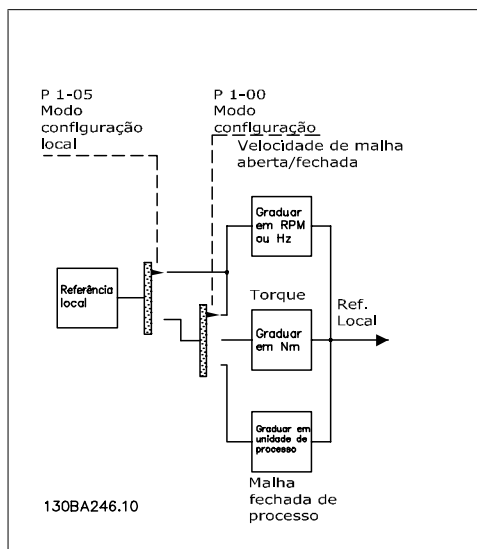 P 1-05
Modo
configuração
local
P 1-00
Modo
configuração
Velocidade de malha
aberta/fechada
Referência
local
Graduar
em RPM
ou Hz
Torque
Graduar
em Nm
Ref.
Local
Graduar em
unidade de
processo
Malha
fechada de
processo
130BA246.10